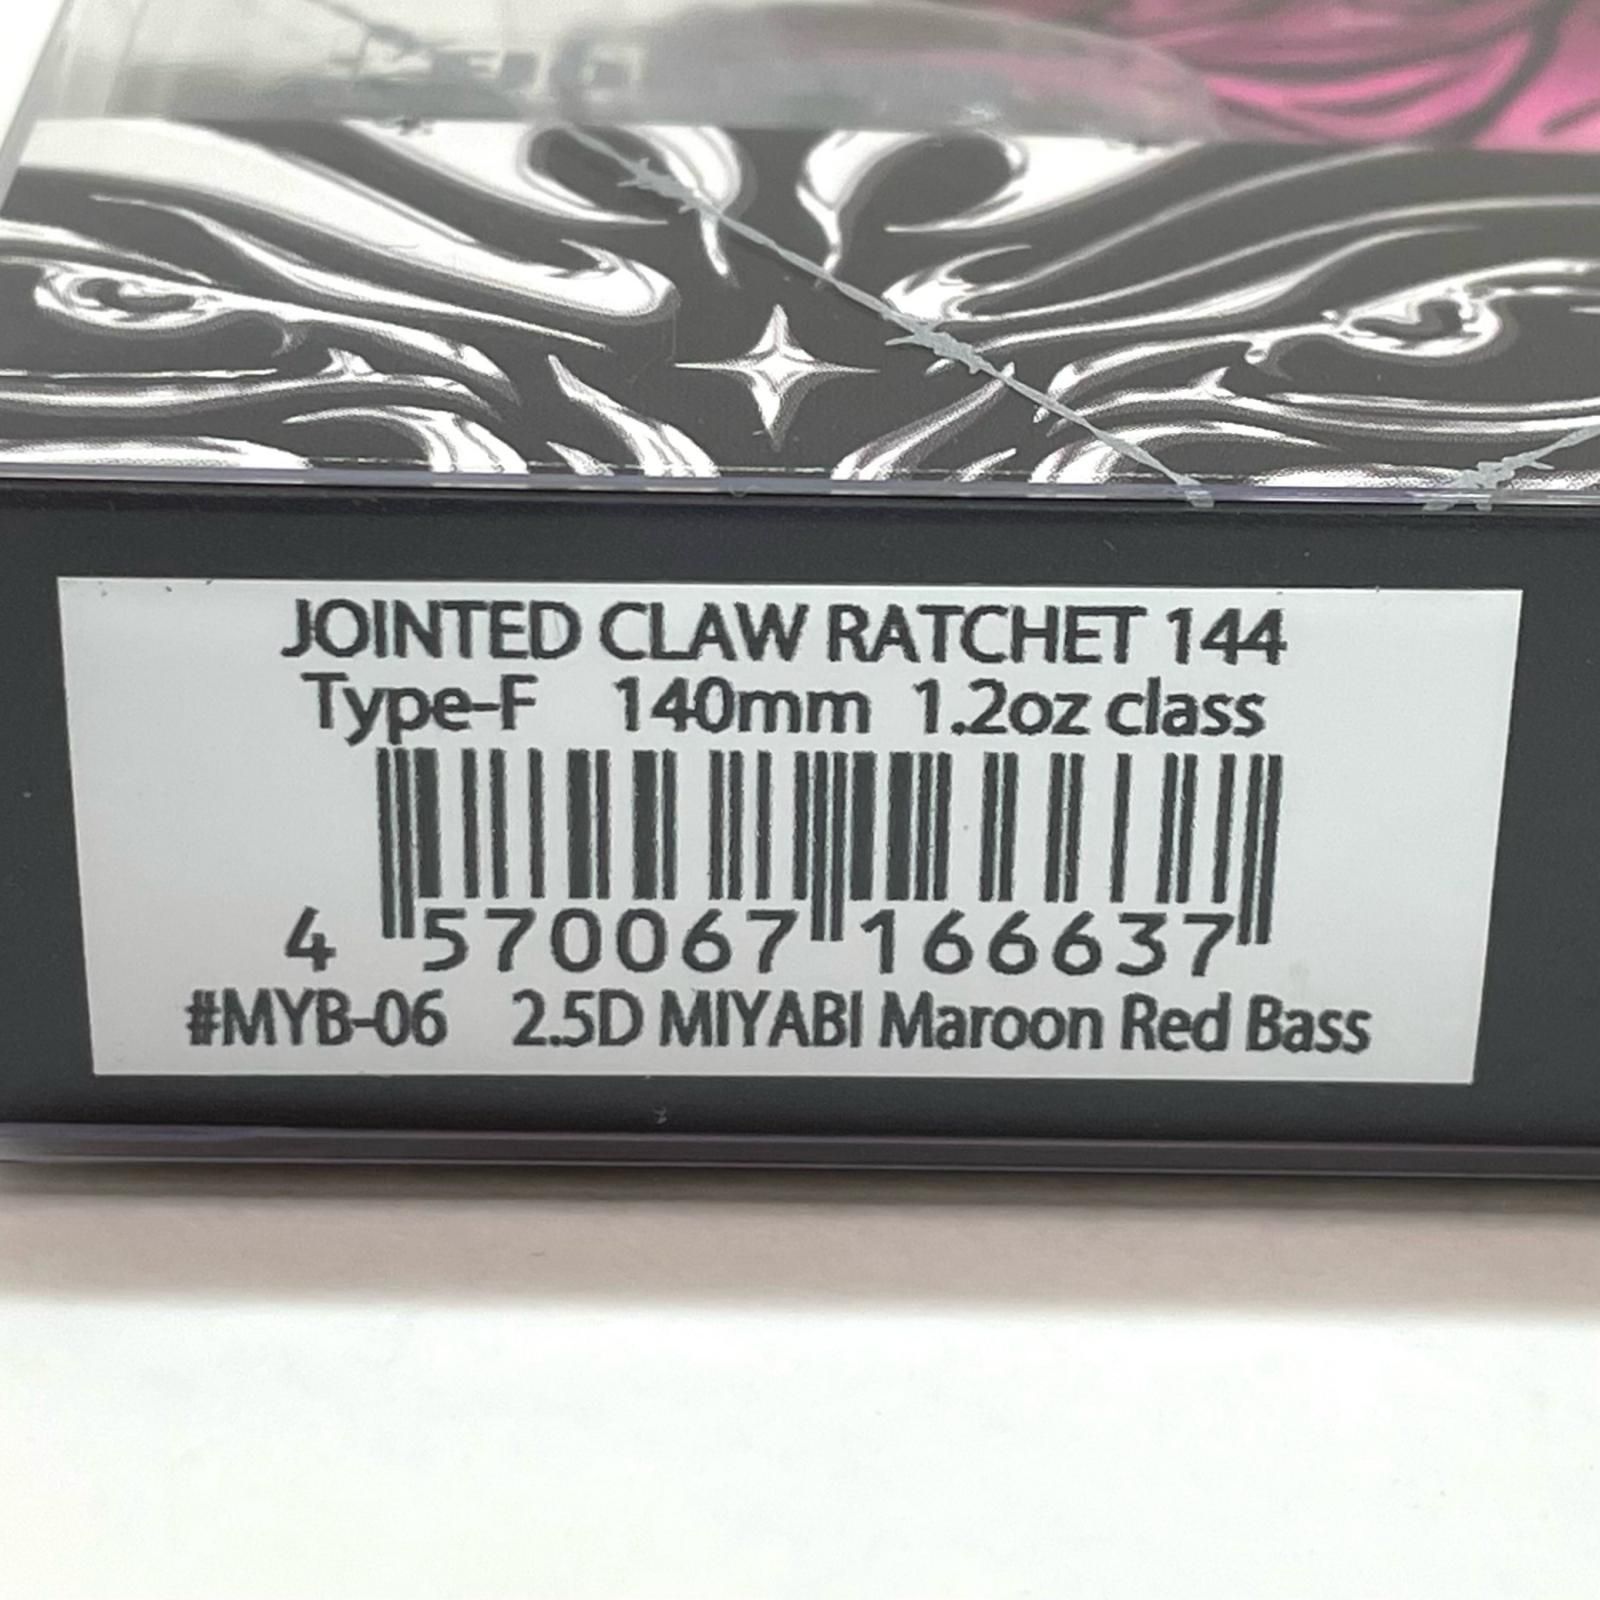 JOINTED CLAW RATCHET 144
Type-F 140mm 1.2oz class
4 570067 166637
#MYB-06 2.5D MIYABI Maroon Red Bass